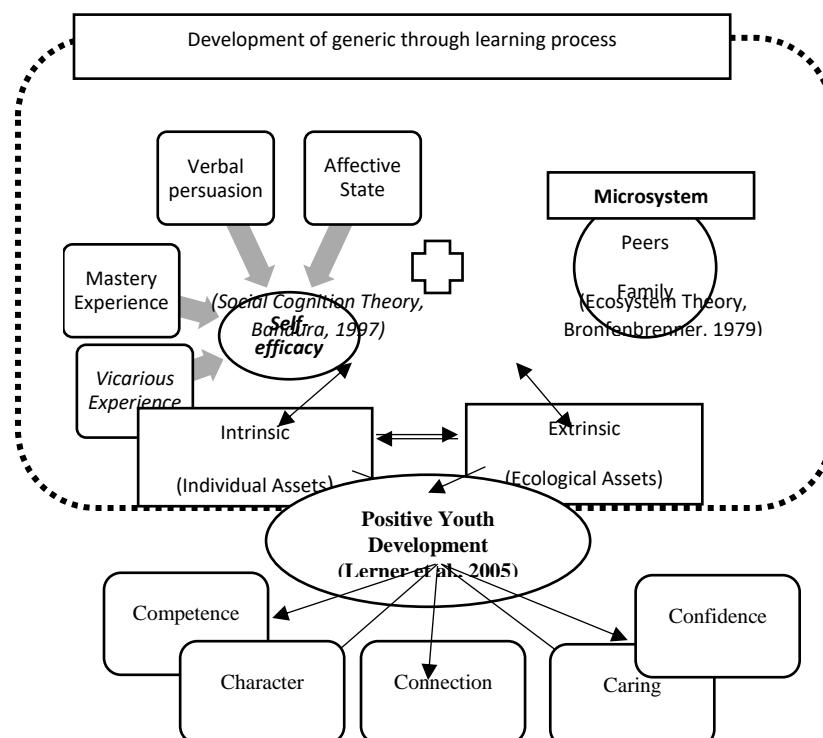 Development of generic through learning process
Verbal
persuasion
Affective
State
Microsystem
Peers
Family
Mastery
Experience
(Social Cognition Theory,
Bandura, 1997)
Self-
efficacy
(Ecosystem Theory,
Bronfenbrenner. 1979)
Vicarious
Experience
Intrinsic
(Individual Assets)
Extrinsic
(Ecological Assets)
Positive Youth
Development
(Lerner et al., 2005)
Competence
Confidence
Character
Connection
Caring